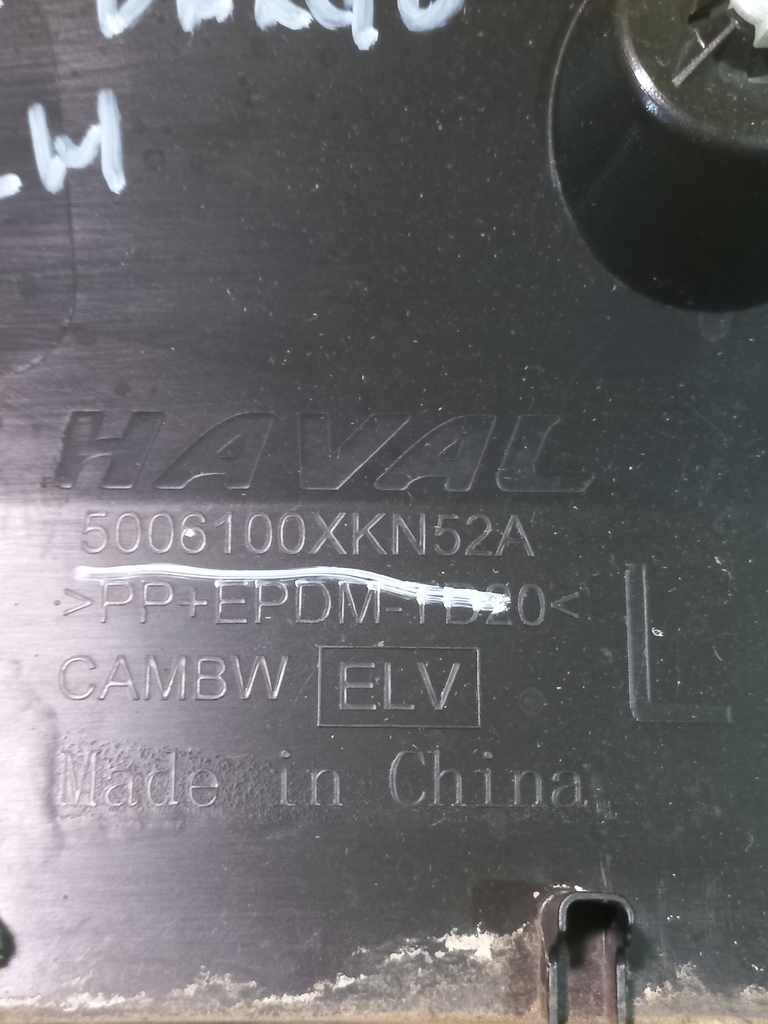 HAVAL
5006100XKN52A
>PP+EPDM-TD20<
CAMBW ELV L
Made in China